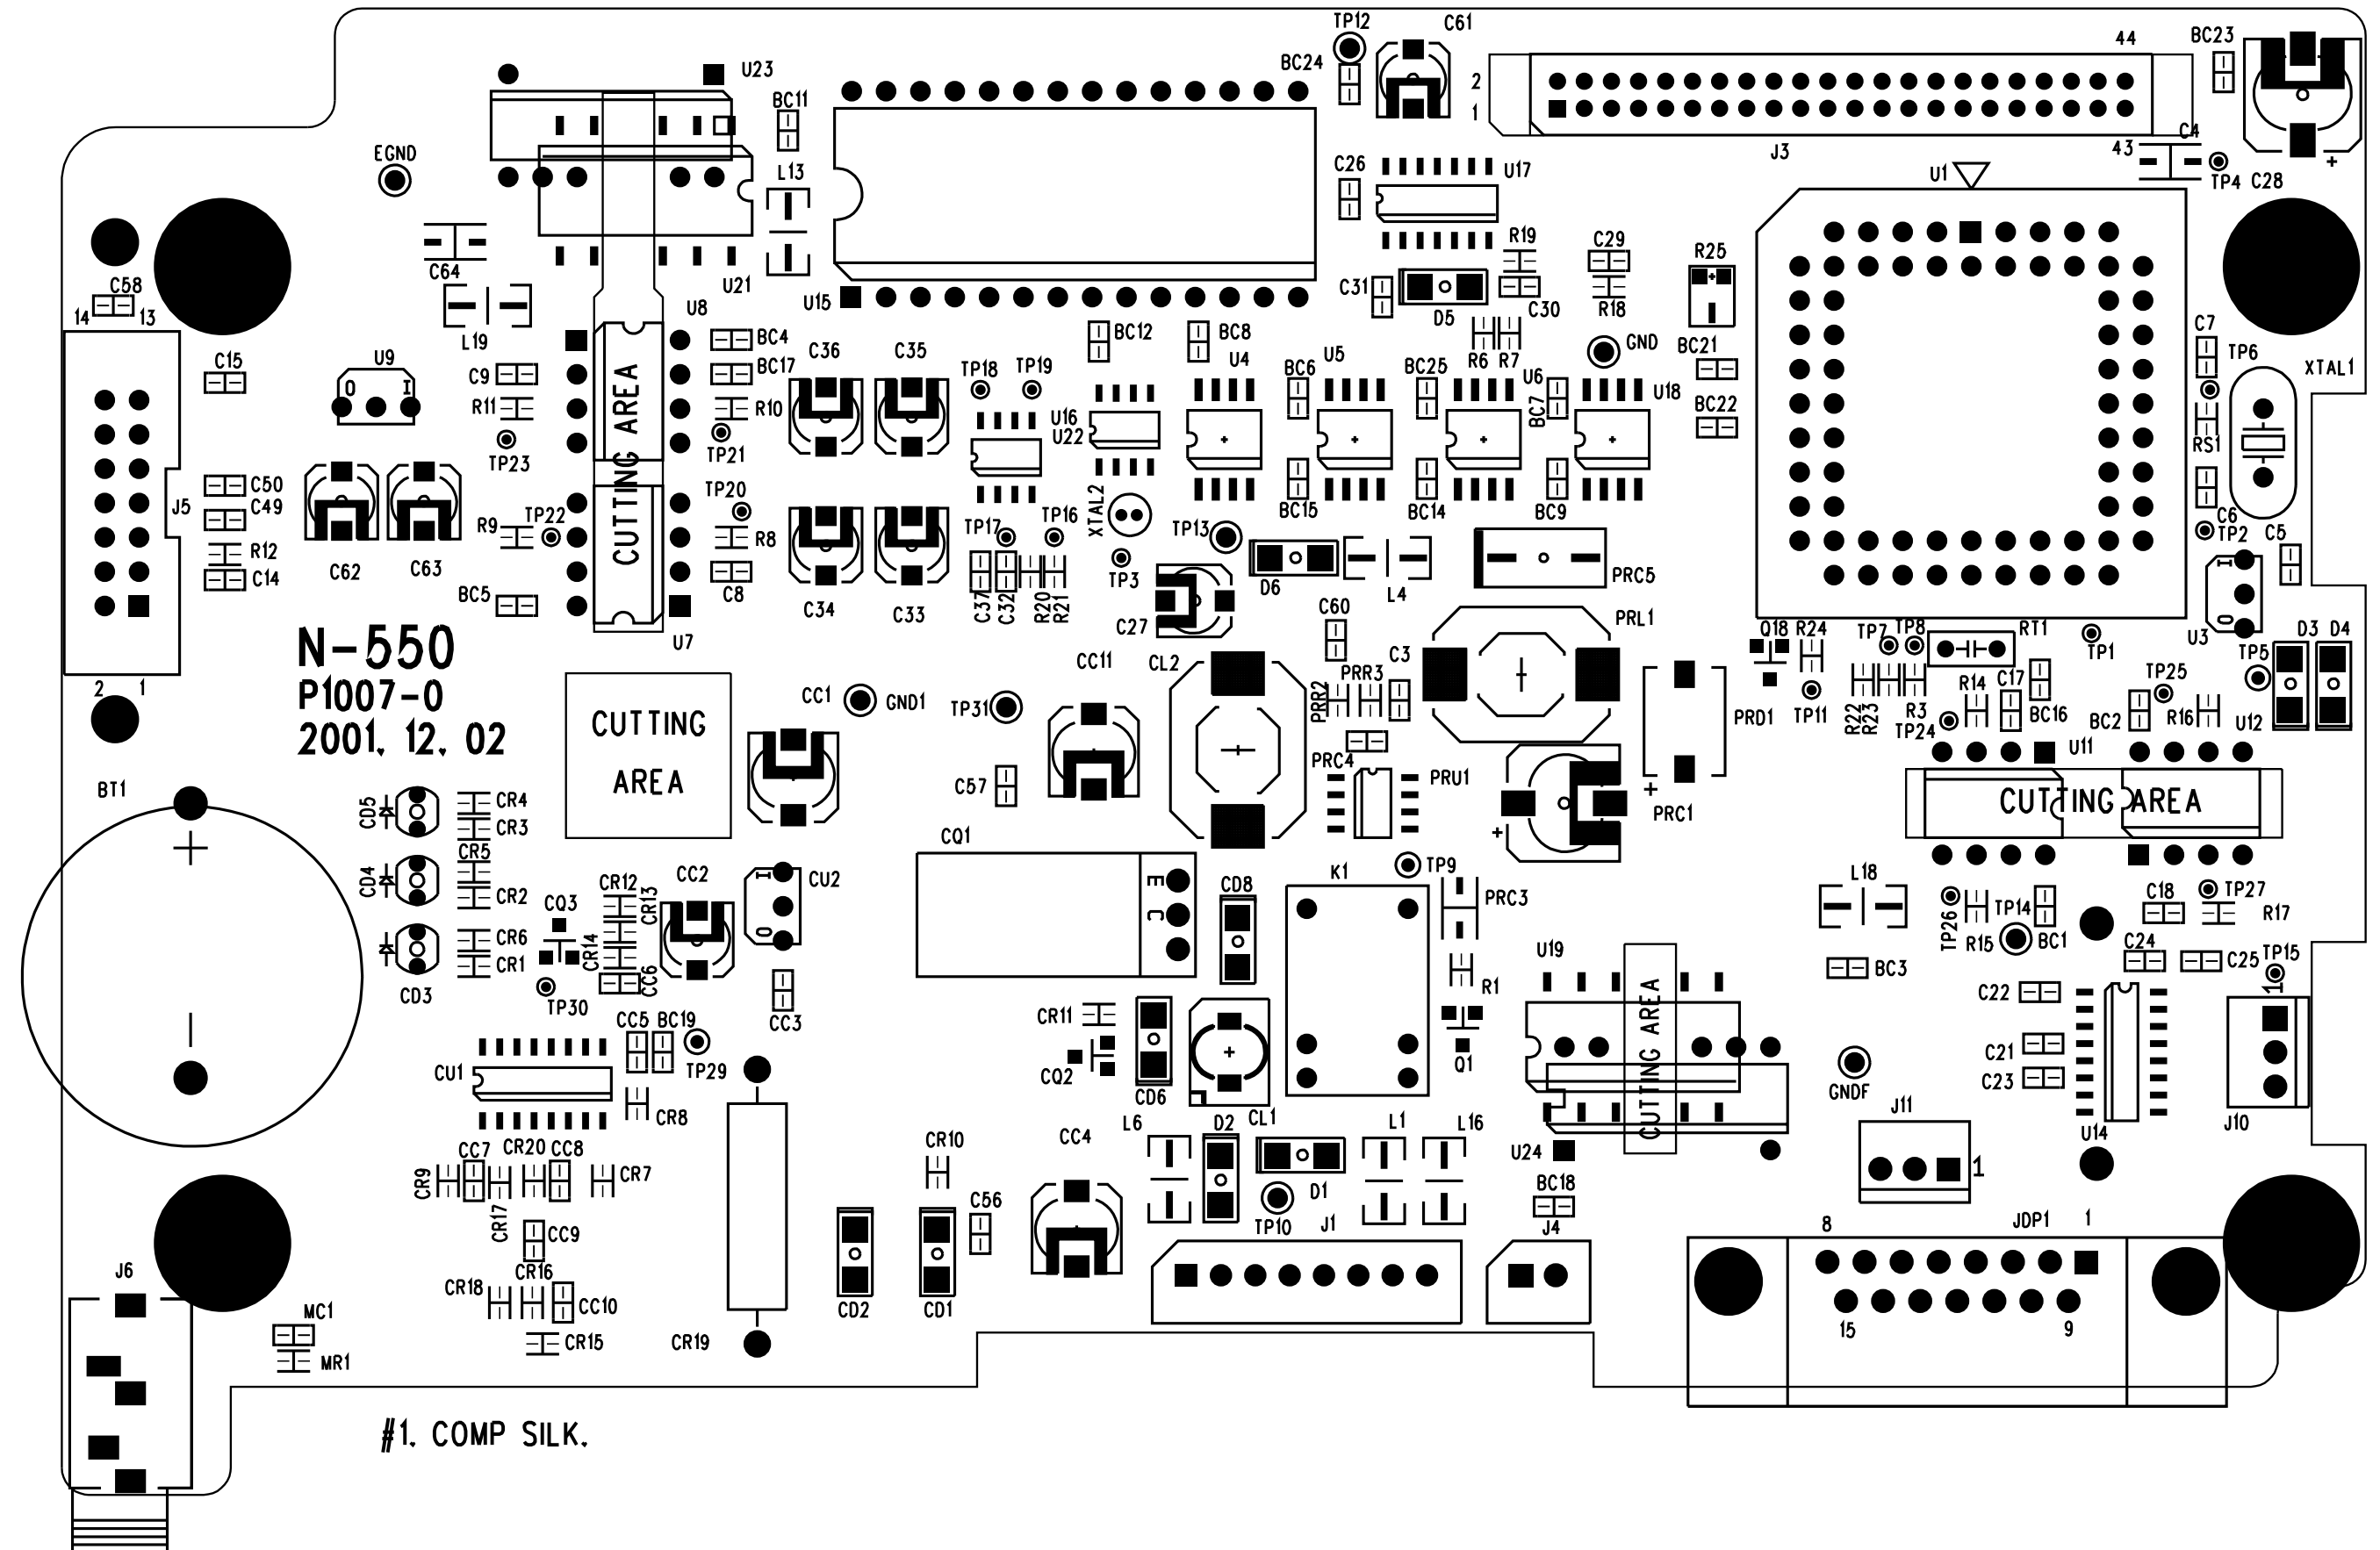 TP12
C61
44
BC23
U23
BC24
2
BC11
1
C4
EGND
J3
43
C26
U17
U1
TP4
C28
L13
R19
C29
R25
C64
C58
U21
C31
U15
U8
14
13
D5
C30
R18
L19
BC4
BC12
BC8
GND
C7
TP6
U9
C36
C35
R6
R7
BC21
C15
BC17
TP18
TP19
U4
BC6
U5
BC25
XTAL1
C9
O
I
U6
U18
R11
R10
BC7
BC22
U16
U22
CUTTING AREA
TP23
TP21
RS1
C50
TP20
XTAL2
BC15
BC14
BC9
J5
C49
R9
TP22
R8
TP17
TP16
TP13
C6
TP2
C5
R12
C14
C62
C63
TP3
I
PRC5
BC5
C8
C34
C33
C37
C32
R20
R21
D6
L4
C27
C60
PRL1
O
U3
N-550
U7
Q18
R24
TP7
TP8
RT1
TP1
D3
D4
P1007-0
CC11
CL2
C3
TP5
2
1
CC1
GND1
TP31
PRR2
PRR3
TP25
R14
C17
2001. 12. 02
CUTTING
AREA
PRD1
TP11
R22
R23
R3
TP24
BC16
BC2
R16
U12
U11
PRC4
PRU1
BT1
C57
PRC1
+
CD5
CR4
CR3
CUTTING AREA
CQ1
CR5
CD4
CR2
CR12
CR13
CC2
CU2
I
O
E
C
CD8
K1
TP9
L18
CQ3
PRC3
C18
TP27
TP26
R15
TP14
BC1
R17
CR6
CR1
CR14
CC6
U19
C24
C25
TP15
CD3
TP30
R1
BC3
CC3
CR11
C22
1
CC5
BC19
CUTTING AREA
CU1
TP29
CQ2
Q1
C21
C23
GNDF
CD6
CL1
CR8
CC4
L6
D2
L1
L16
J11
U14
J10
CR9
CC7
CR20
CC8
CR7
CR10
U24
1
CR17
D1
BC18
C56
TP10
J1
J4
8
JDP1
1
CC9
J6
CR16
CR18
CC10
CD2
CD1
MC1
15
9
CR15
CR19
MR1
#1. COMP SILK.